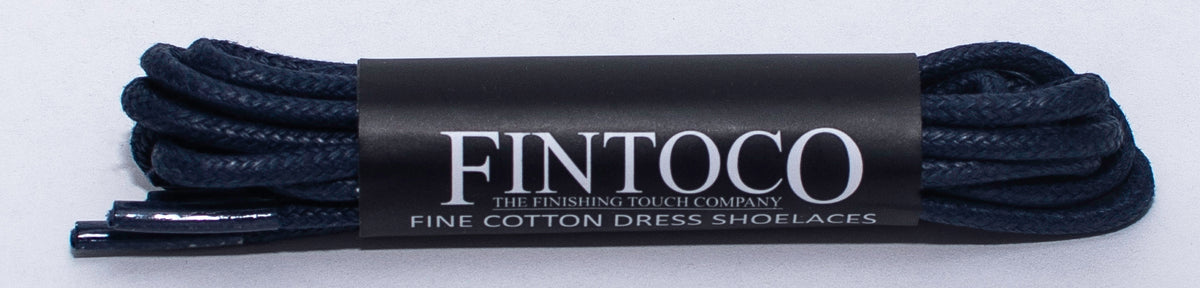 FINTOCO
THE FINISHING TOUCH COMPANY
FINE COTTON DRESS SHOELACES